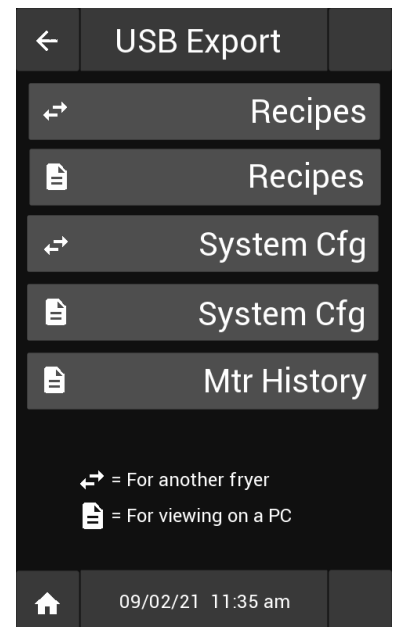 USB Export
Recipes
Recipes
System Cfg
System Cfg
Mtr History
= For another fryer
= For viewing on a PC
09/02/21 11:35 am